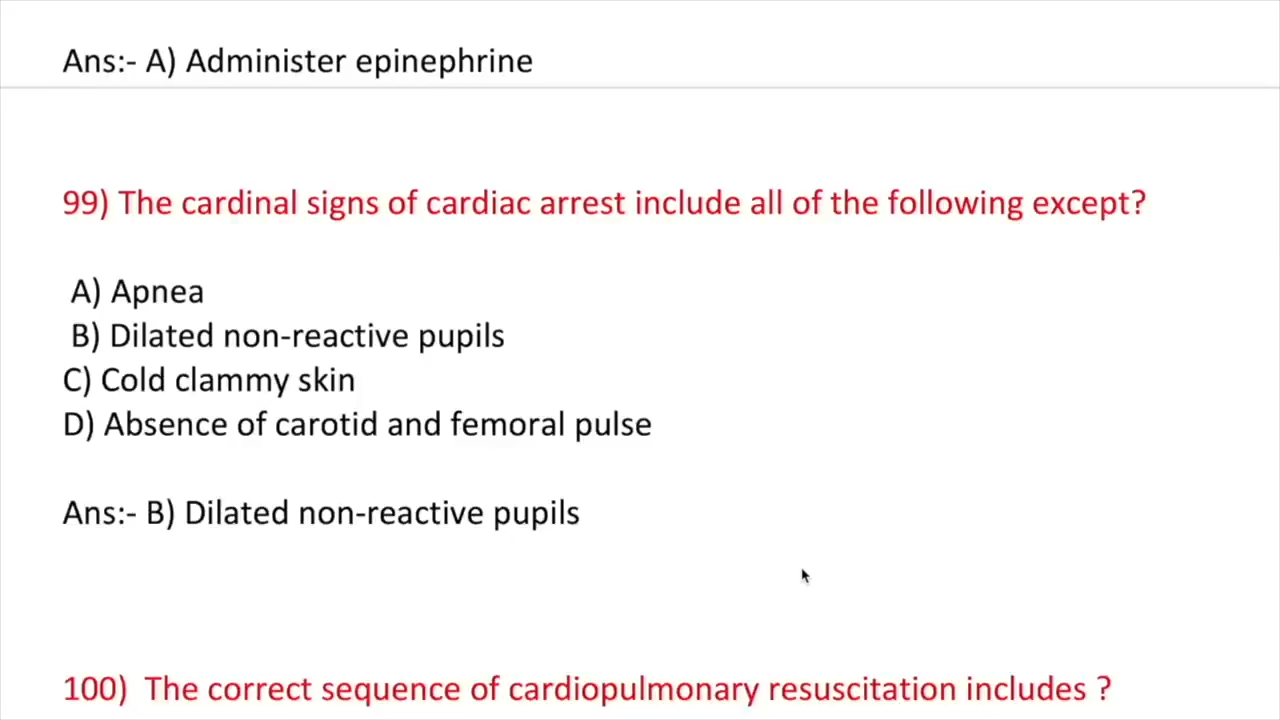 Ans:- A) Administer epinephrine
99) The cardinal signs of cardiac arrest include all of the following except?
A) Apnea
B) Dilated non-reactive pupils
C) Cold clammy skin
D) Absence of carotid and femoral pulse
Ans:- B) Dilated non-reactive pupils
100) The correct sequence of cardiopulmonary resuscitation includes ?